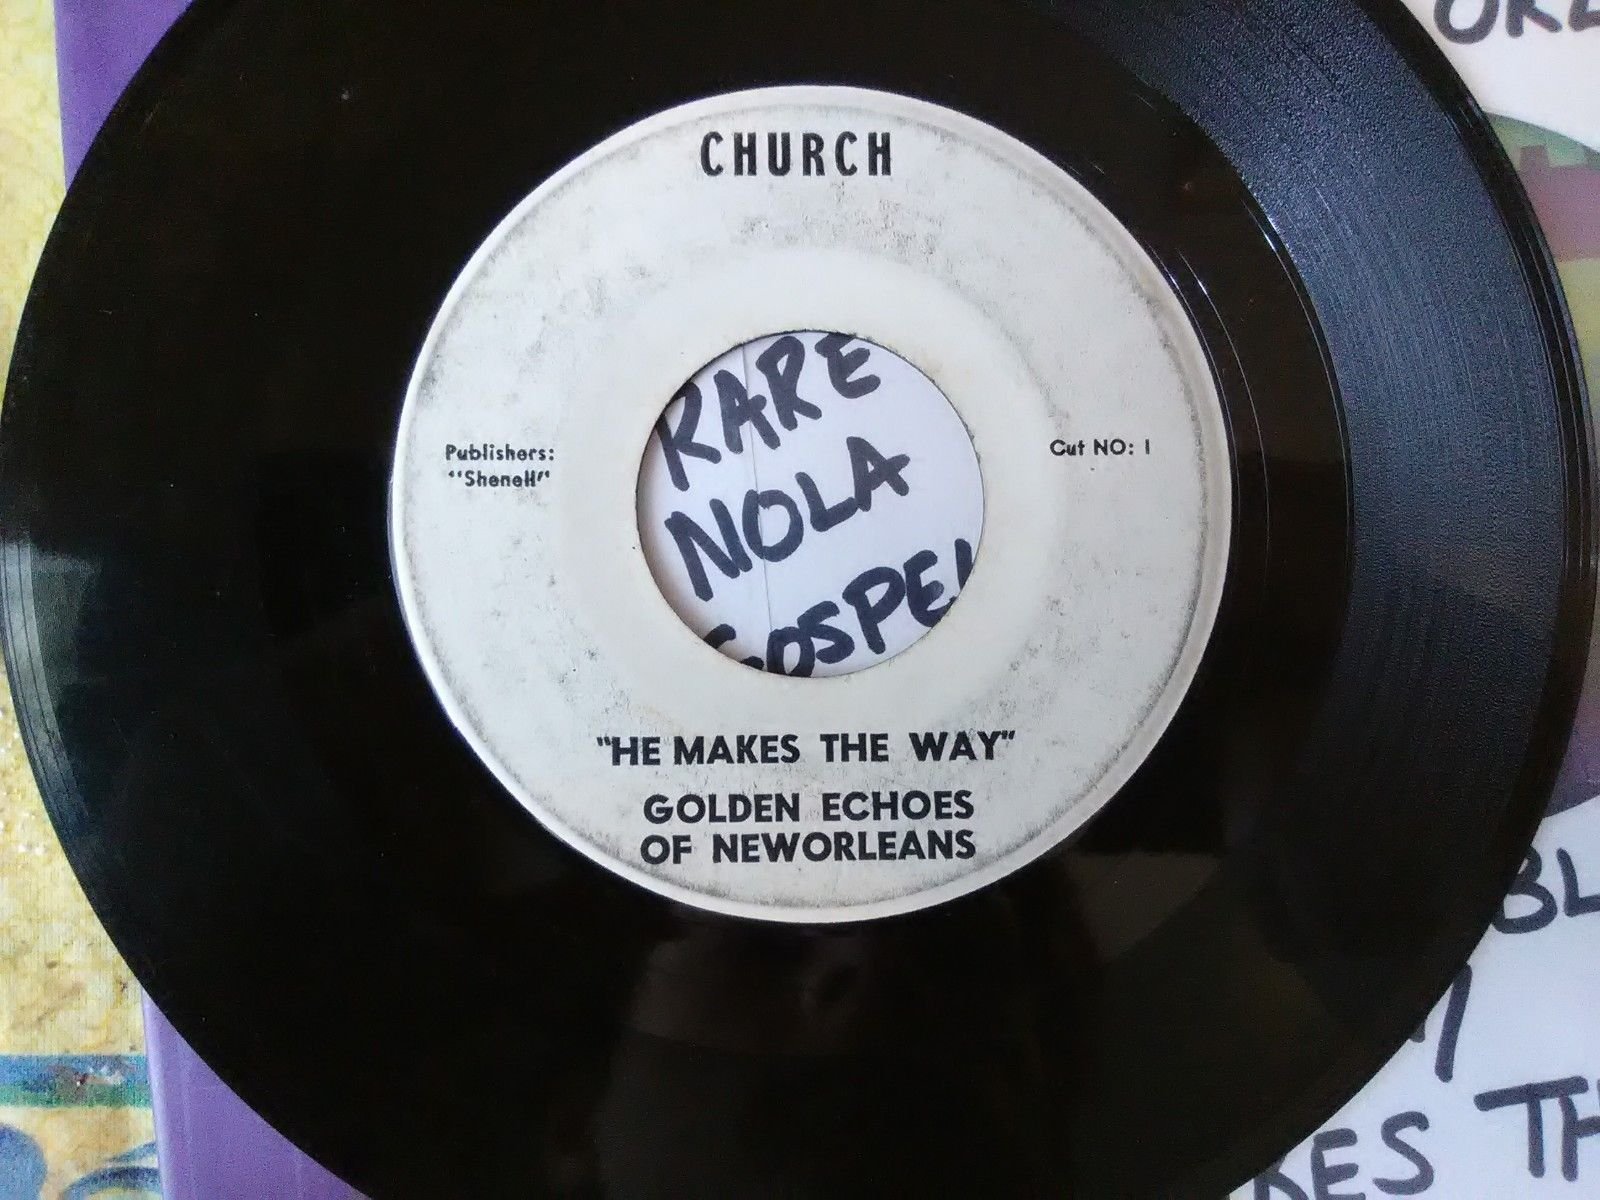 CHURCH
Publishers:
"Shenell"
Cut NO: 1
RARE
NOLA
GOSPEL
"HE MAKES THE WAY"
GOLDEN ECHOES
OF NEWORLEANS